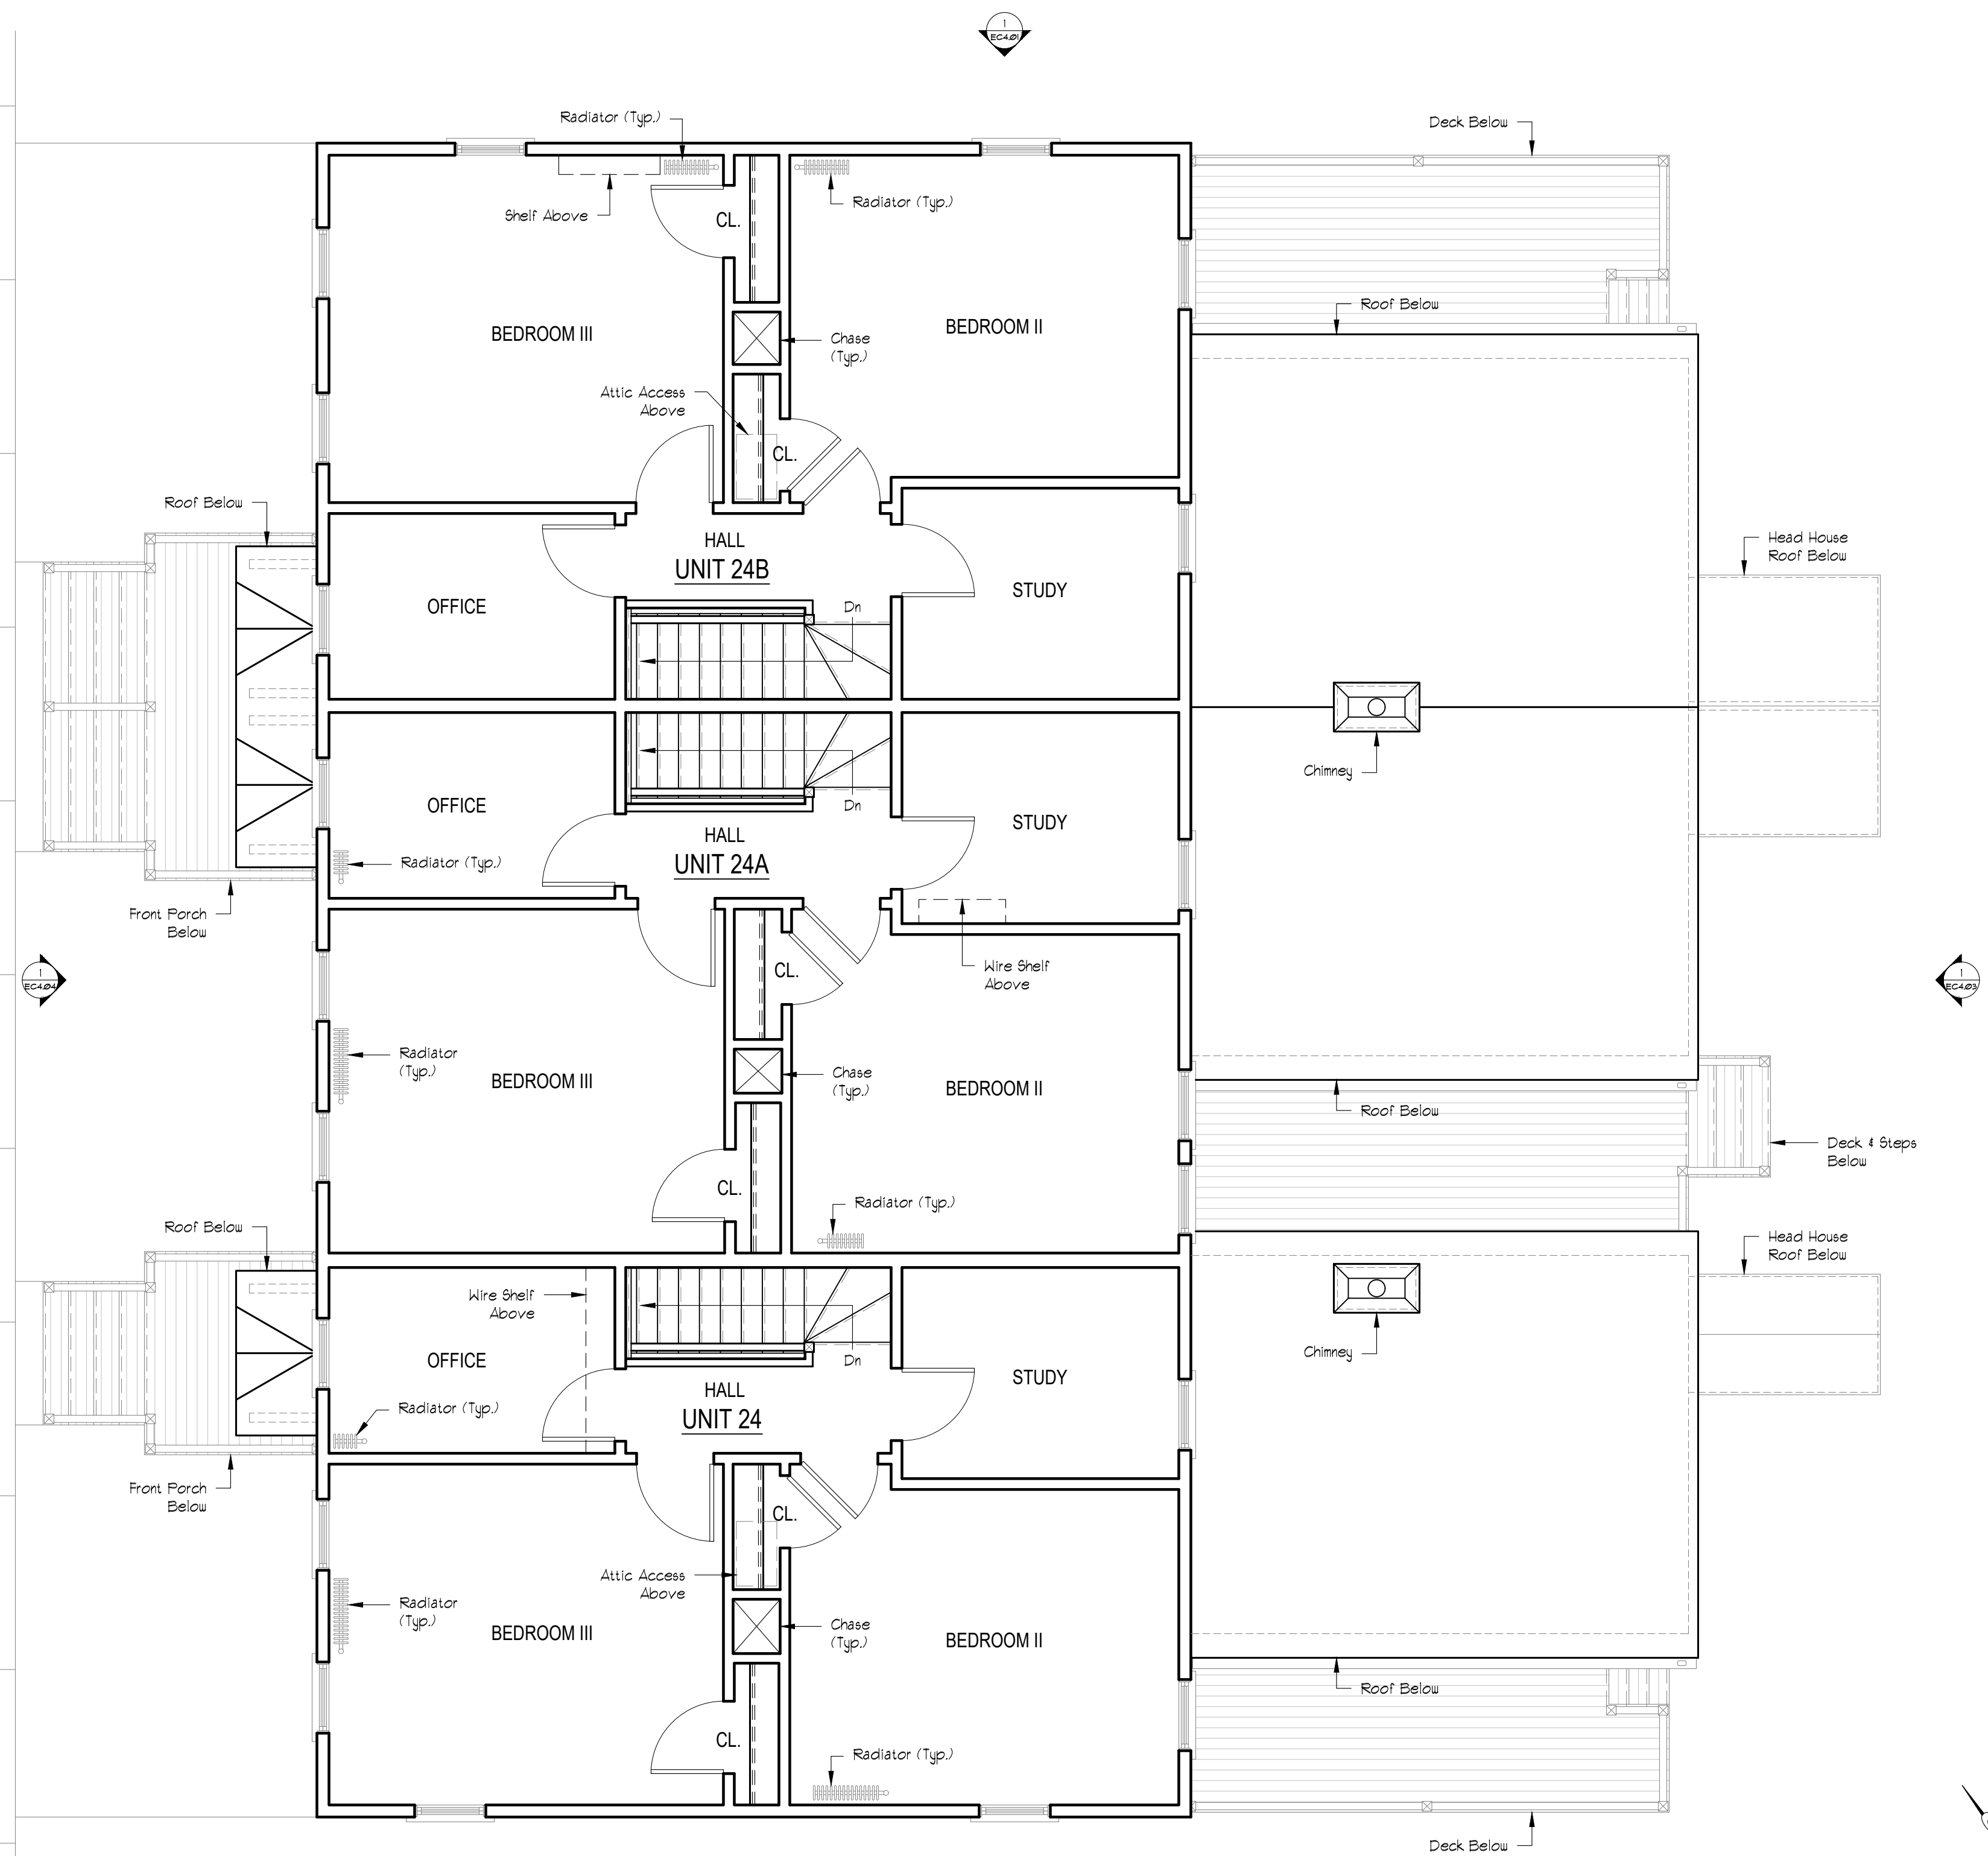 1
EC4.01
Radiator (Typ.)
Deck Below
Shelf Above
CL.
Radiator (Typ.)
Roof Below
BEDROOM III
BEDROOM II
Chase
(Typ.)
Attic Access
Above
CL.
Roof Below
HALL
UNIT 24B
Head House
Roof Below
OFFICE
STUDY
Dn
Chimney
OFFICE
Dn
STUDY
HALL
UNIT 24A
Radiator (Typ.)
Front Porch
Below
1
EC4.04
CL.
Wire Shelf
Above
1
EC4.03
Radiator
(Typ.)
BEDROOM III
Chase
(Typ.)
BEDROOM II
Roof Below
Deck & Steps
Below
CL.
Radiator (Typ.)
Roof Below
Head House
Roof Below
Wire Shelf
Above
OFFICE
Dn
Chimney
STUDY
HALL
UNIT 24
Radiator (Typ.)
Front Porch
Below
CL.
Attic Access
Above
Radiator
(Typ.)
BEDROOM III
Chase
(Typ.)
BEDROOM II
Roof Below
CL.
Radiator (Typ.)
Deck Below